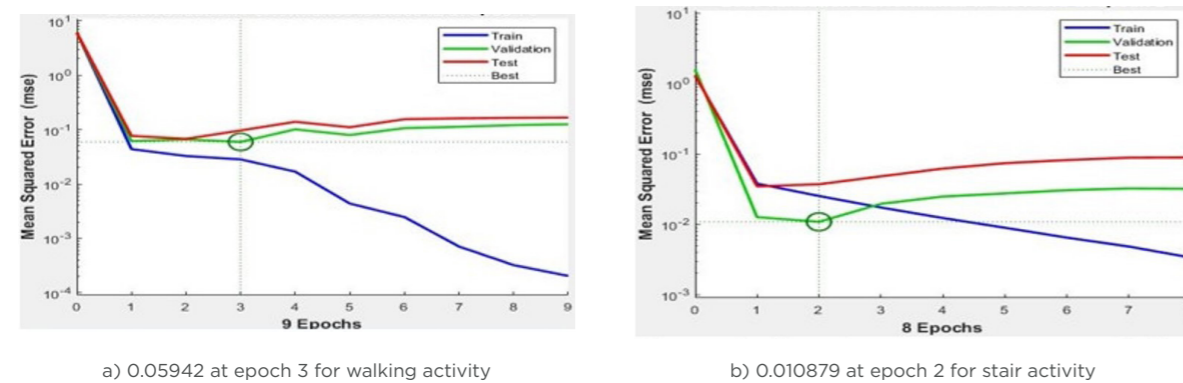 10^1
10^0
10^-1
10^-2
10^-3
10^-4
Mean Squared Error (mse)
Train
Validation
Test
Best
0 1 2 3 4 5 6 7 8 9
9 Epochs
a) 0.05942 at epoch 3 for walking activity
10^1
10^0
10^-1
10^-2
10^-3
Mean Squared Error (mse)
Train
Validation
Test
Best
0 1 2 3 4 5 6 7
8 Epochs
b) 0.010879 at epoch 2 for stair activity